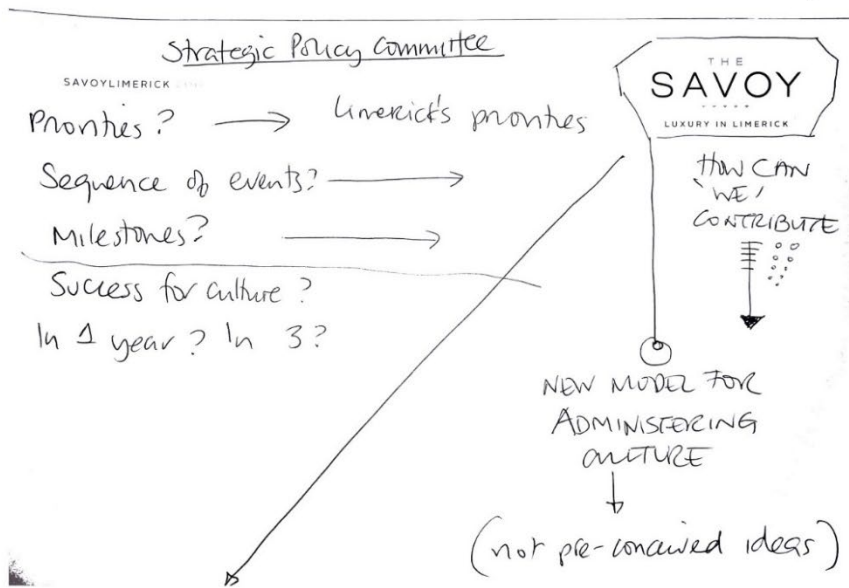 Strategic Policy Committee
SAVOYLIMERICK
Priorities? → Limerick's priorities
Sequence of events? →
Milestones? →
Success for culture?
In 1 year? In 3?
THE
SAVOY
LUXURY IN LIMERICK
HOW CAN
'WE'
CONTRIBUTE
NEW MODEL FOR
ADMINISTERING
CULTURE
(not pre-conceived ideas)